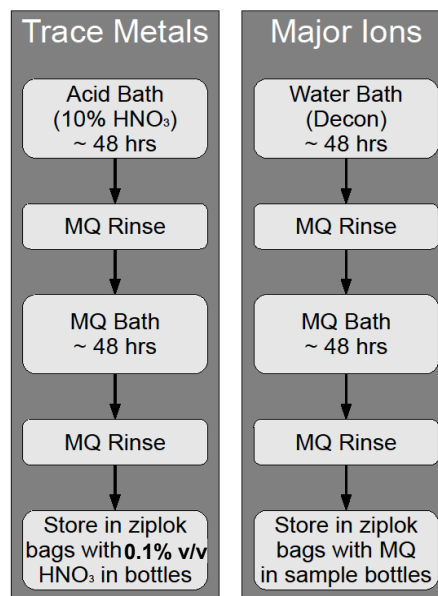 Trace Metals
Acid Bath
(10% HNO₃)
~ 48 hrs
MQ Rinse
MQ Bath
~ 48 hrs
MQ Rinse
Store in ziplok
bags with 0.1% v/v
HNO₃ in bottles
Major Ions
Water Bath
(Decon)
~ 48 hrs
MQ Rinse
MQ Bath
~ 48 hrs
MQ Rinse
Store in ziplok
bags with MQ
in sample bottles